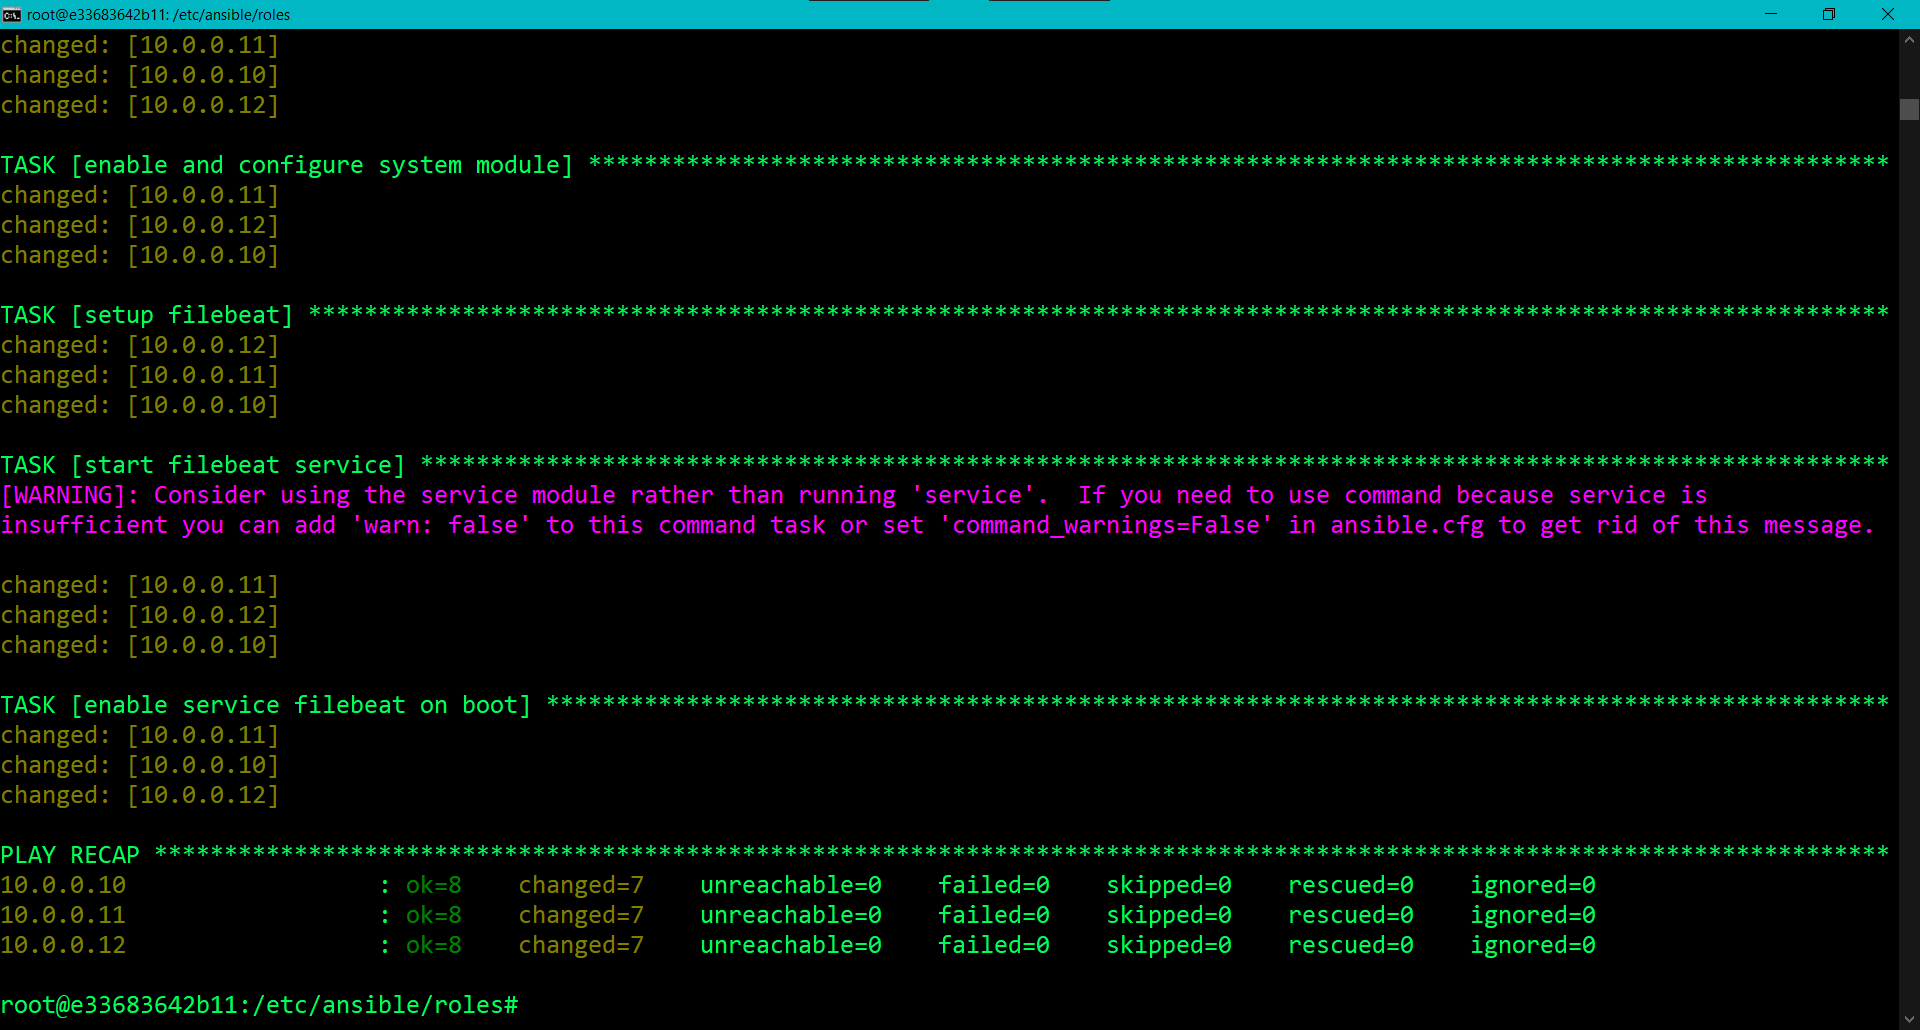 root@e33683642b11: /etc/ansible/roles
changed: [10.0.0.11]
changed: [10.0.0.10]
changed: [10.0.0.12]
TASK [enable and configure system module] *********************************************************************************************
changed: [10.0.0.11]
changed: [10.0.0.12]
changed: [10.0.0.10]
TASK [setup filebeat] *****************************************************************************************************************
changed: [10.0.0.12]
changed: [10.0.0.11]
changed: [10.0.0.10]
TASK [start filebeat service] *********************************************************************************************************
[WARNING]: Consider using the service module rather than running 'service'.  If you need to use command because service is
insufficient you can add 'warn: false' to this command task or set 'command_warnings=False' in ansible.cfg to get rid of this message.
changed: [10.0.0.11]
changed: [10.0.0.12]
changed: [10.0.0.10]
TASK [enable service filebeat on boot] ************************************************************************************************
changed: [10.0.0.11]
changed: [10.0.0.10]
changed: [10.0.0.12]
PLAY RECAP ****************************************************************************************************************************
10.0.0.10                  : ok=8    changed=7    unreachable=0    failed=0    skipped=0    rescued=0    ignored=0
10.0.0.11                  : ok=8    changed=7    unreachable=0    failed=0    skipped=0    rescued=0    ignored=0
10.0.0.12                  : ok=8    changed=7    unreachable=0    failed=0    skipped=0    rescued=0    ignored=0
root@e33683642b11:/etc/ansible/roles#